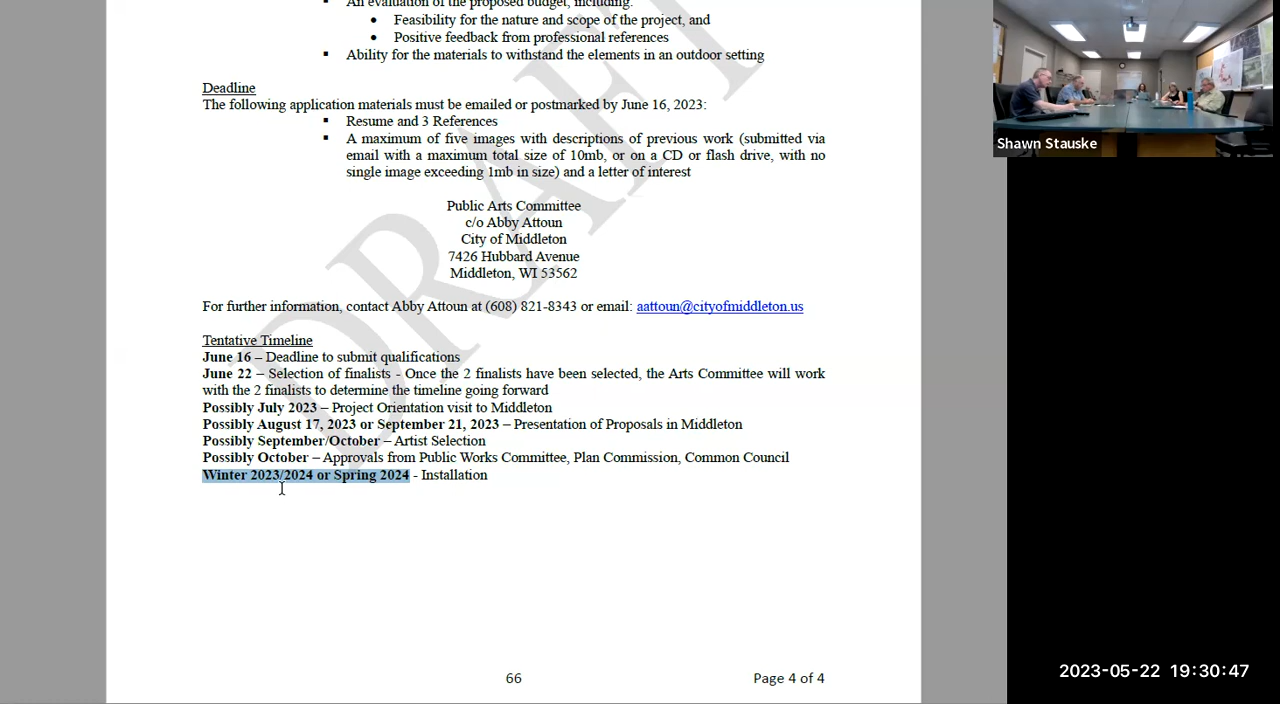 An evaluation of the proposed budget, including:
Feasibility for the nature and scope of the project, and
Positive feedback from professional references
Ability for the materials to withstand the elements in an outdoor setting
Deadline
The following application materials must be emailed or postmarked by June 16, 2023:
Resume and 3 References
A maximum of five images with descriptions of previous work (submitted via
email with a maximum total size of 10mb, or on a CD or flash drive, with no
single image exceeding 1mb in size) and a letter of interest
Public Arts Committee
c/o Abby Attoun
City of Middleton
7426 Hubbard Avenue
Middleton, WI 53562
For further information, contact Abby Attoun at (608) 821-8343 or email: aattoun@cityofmiddleton.us
Tentative Timeline
June 16 – Deadline to submit qualifications
June 22 – Selection of finalists - Once the 2 finalists have been selected, the Arts Committee will work
with the 2 finalists to determine the timeline going forward
Possibly July 2023 – Project Orientation visit to Middleton
Possibly August 17, 2023 or September 21, 2023 – Presentation of Proposals in Middleton
Possibly September/October – Artist Selection
Possibly October – Approvals from Public Works Committee, Plan Commission, Common Council
Winter 2023/2024 or Spring 2024 - Installation
66
Page 4 of 4
DRAFT
Shawn Stauske
2023-05-22 19:30:47